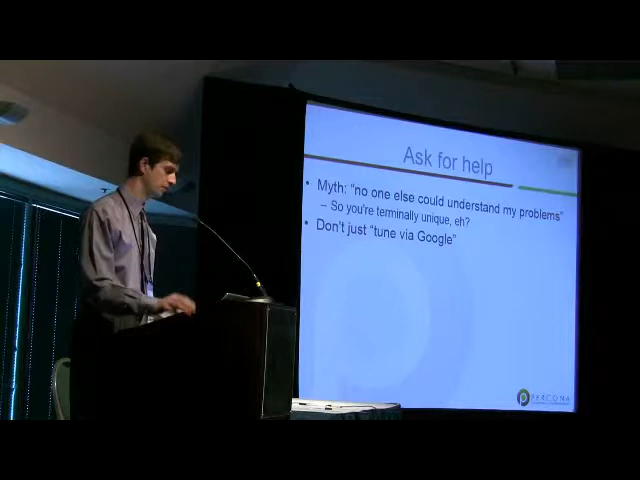 Ask for help
• Myth: "no one else could understand my problems"
– So you're terminally unique, eh?
• Don't just "tune via Google"
PERCONA